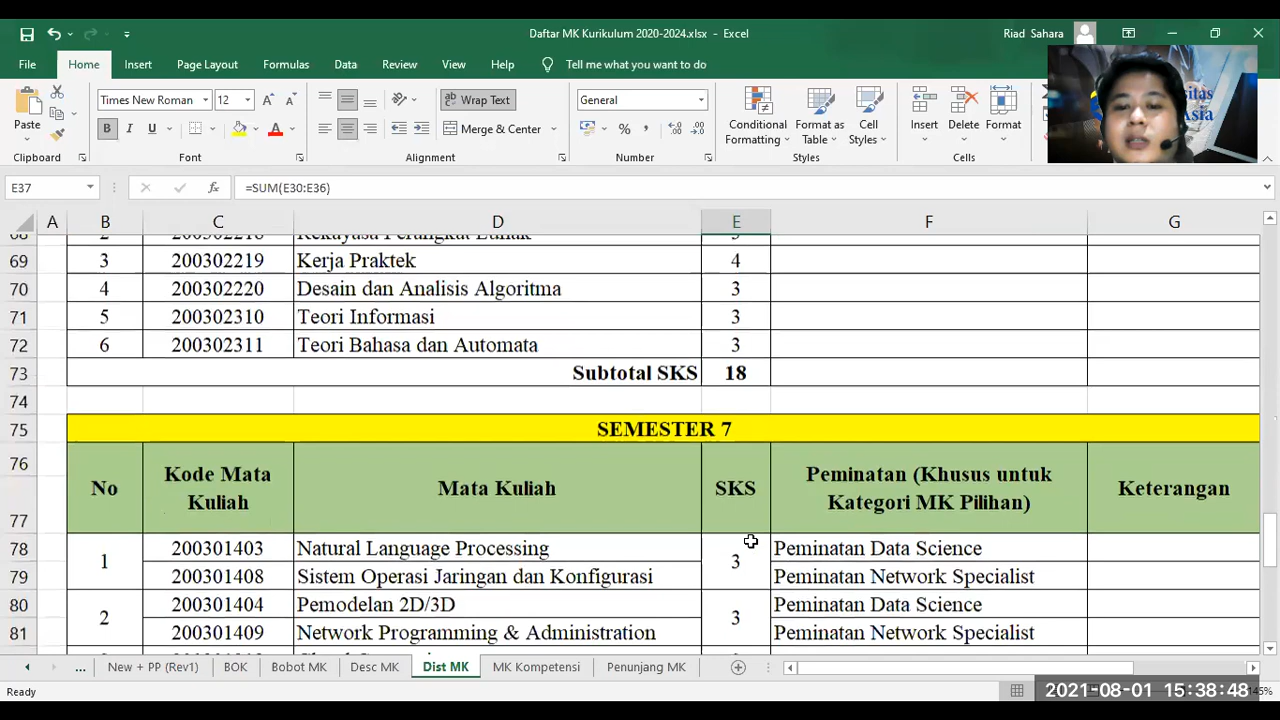 Daftar MK Kurikulum 2020-2024.xlsx - Excel
Riad Sahara
File Home Insert Page Layout Formulas Data Review View Help Tell me what you want to do
Paste
Times New Roman 12
B I U A
Wrap Text
Merge & Center
General
%
Conditional Formatting
Format as Table
Cell Styles
Insert
Delete
Format
Clipboard Font Alignment Number Styles Cells
Asia
E37 fx =SUM(E30:E36)
A B C D E F G
69 3 200302219 Kerja Praktek 4
70 4 200302220 Desain dan Analisis Algoritma 3
71 5 200302310 Teori Informasi 3
72 6 200302311 Teori Bahasa dan Automata 3
73 Subtotal SKS 18
74
75 SEMESTER 7
76
77 No Kode Mata Kuliah Mata Kuliah SKS Peminatan (Khusus untuk Kategori MK Pilihan) Keterangan
78 1 200301403 Natural Language Processing 3 Peminatan Data Science
79 200301408 Sistem Operasi Jaringan dan Konfigurasi Peminatan Network Specialist
80 2 200301404 Pemodelan 2D/3D 3 Peminatan Data Science
81 200301409 Network Programming & Administration Peminatan Network Specialist
... New + PP (Rev1) BOK Bobot MK Desc MK Dist MK MK Kompetensi Penunjang MK
Ready
2021-08-01 15:38:48